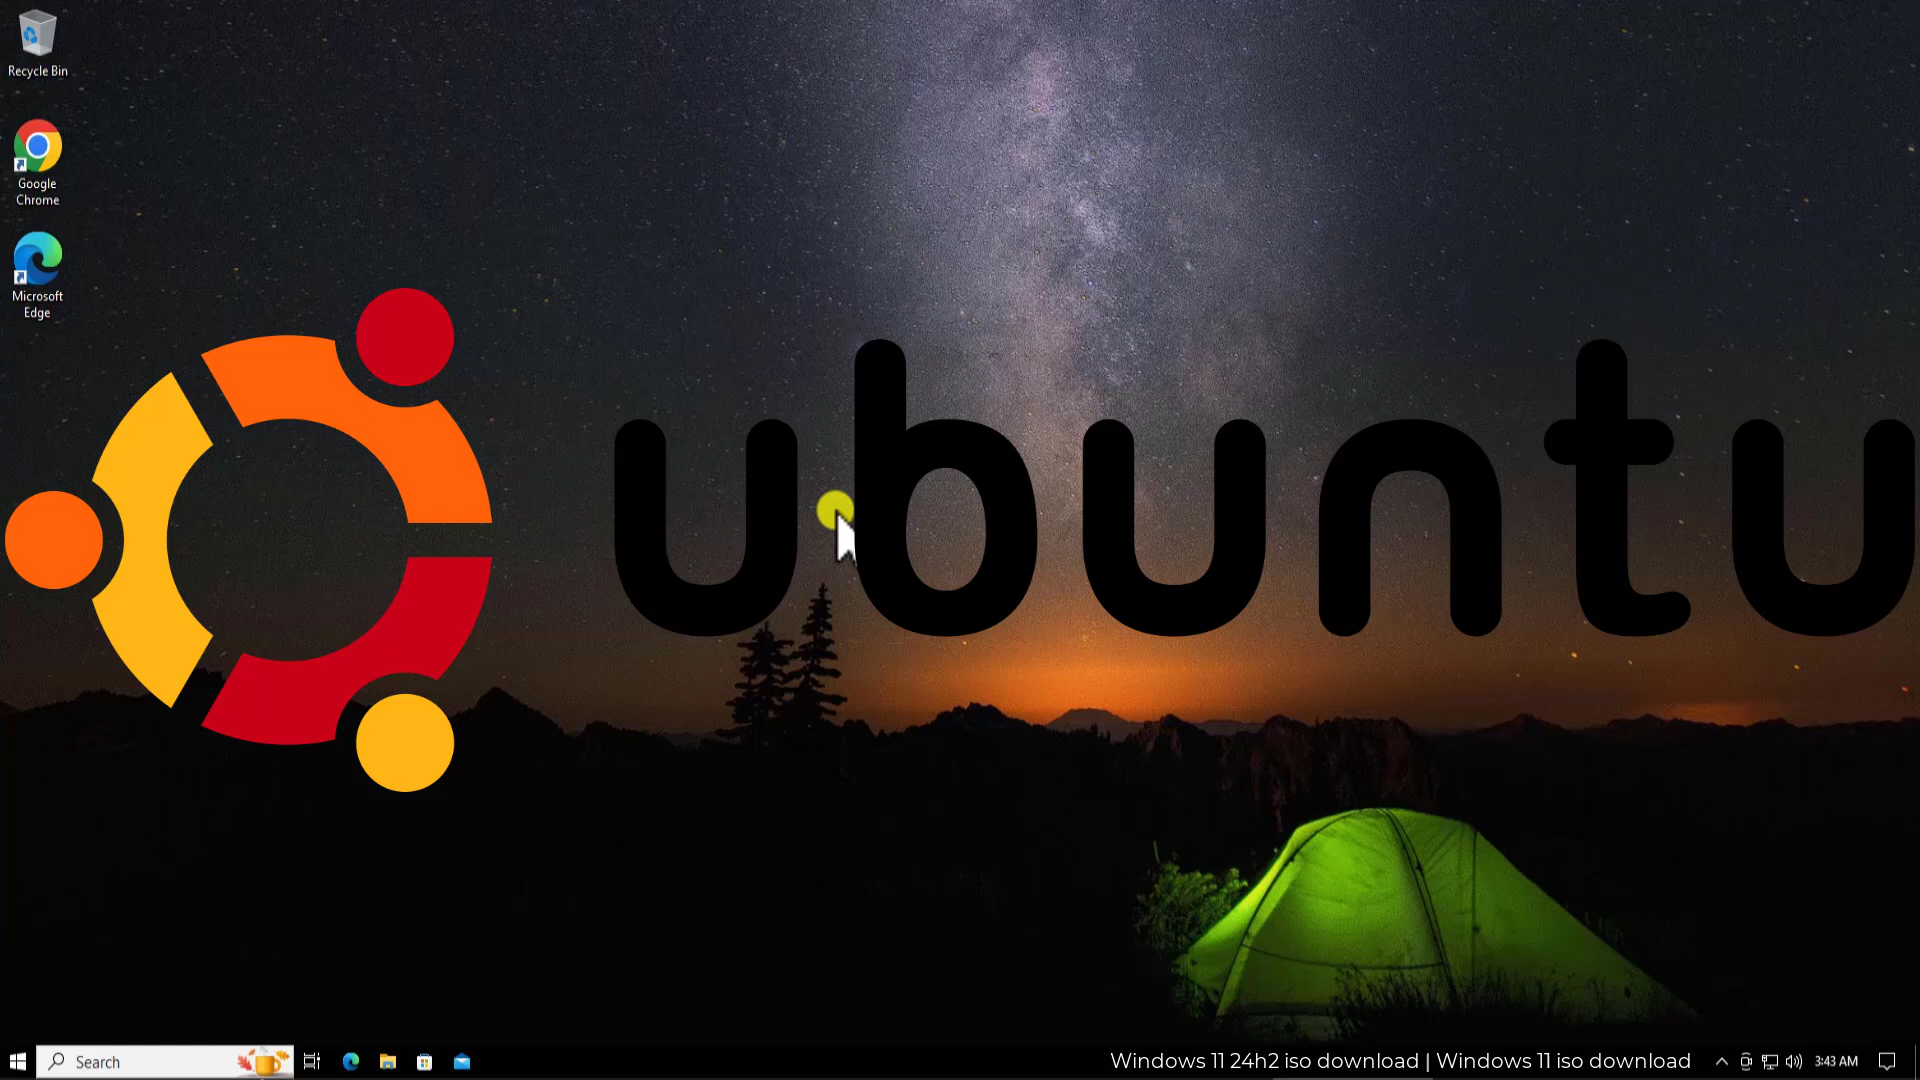 Recycle Bin
Google
Chrome
Microsoft
Edge
ubuntu
Search
Windows 11 24h2 iso download | Windows 11 iso download
3:43 AM